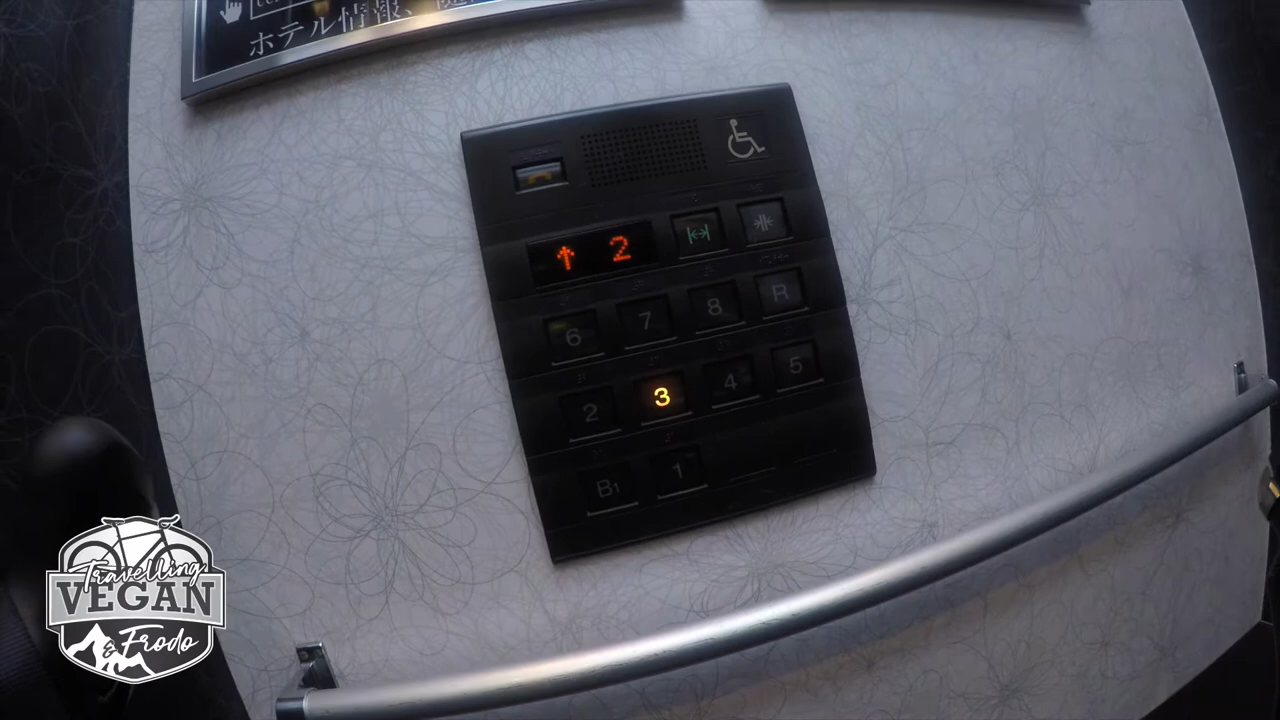 ホテル情報、
↑ 2
6 7 8 R
2 3 4 5
B1 1
Travelling
VEGAN
& Frodo